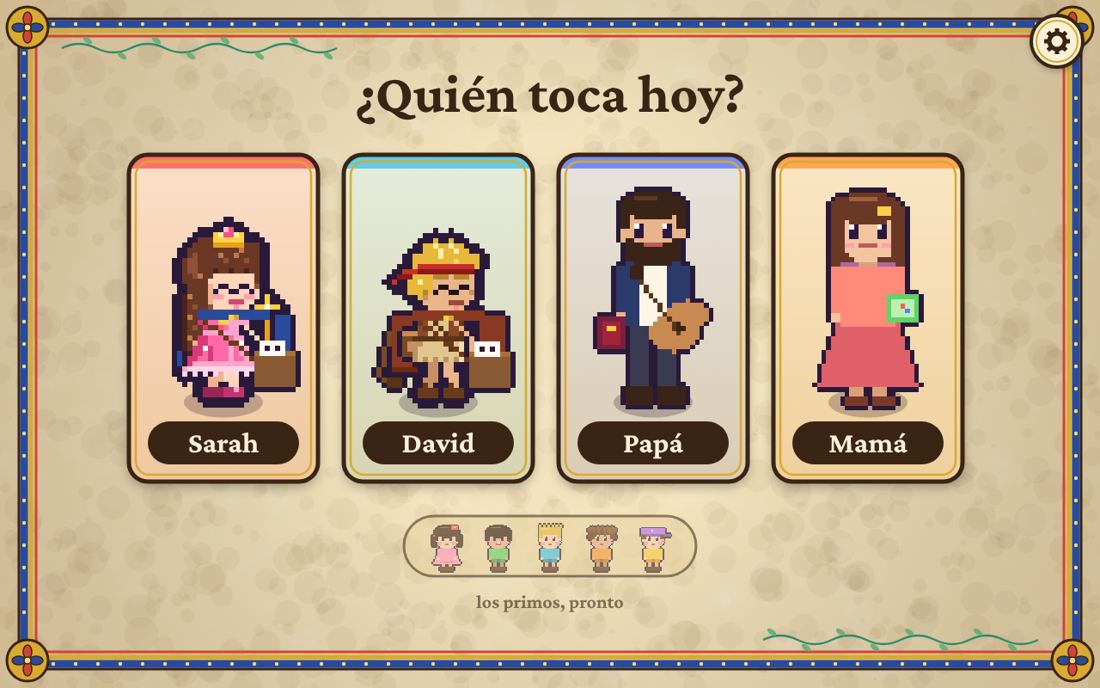 ¿Quién toca hoy?
Sarah
David
Papá
Mamá
los primos, pronto